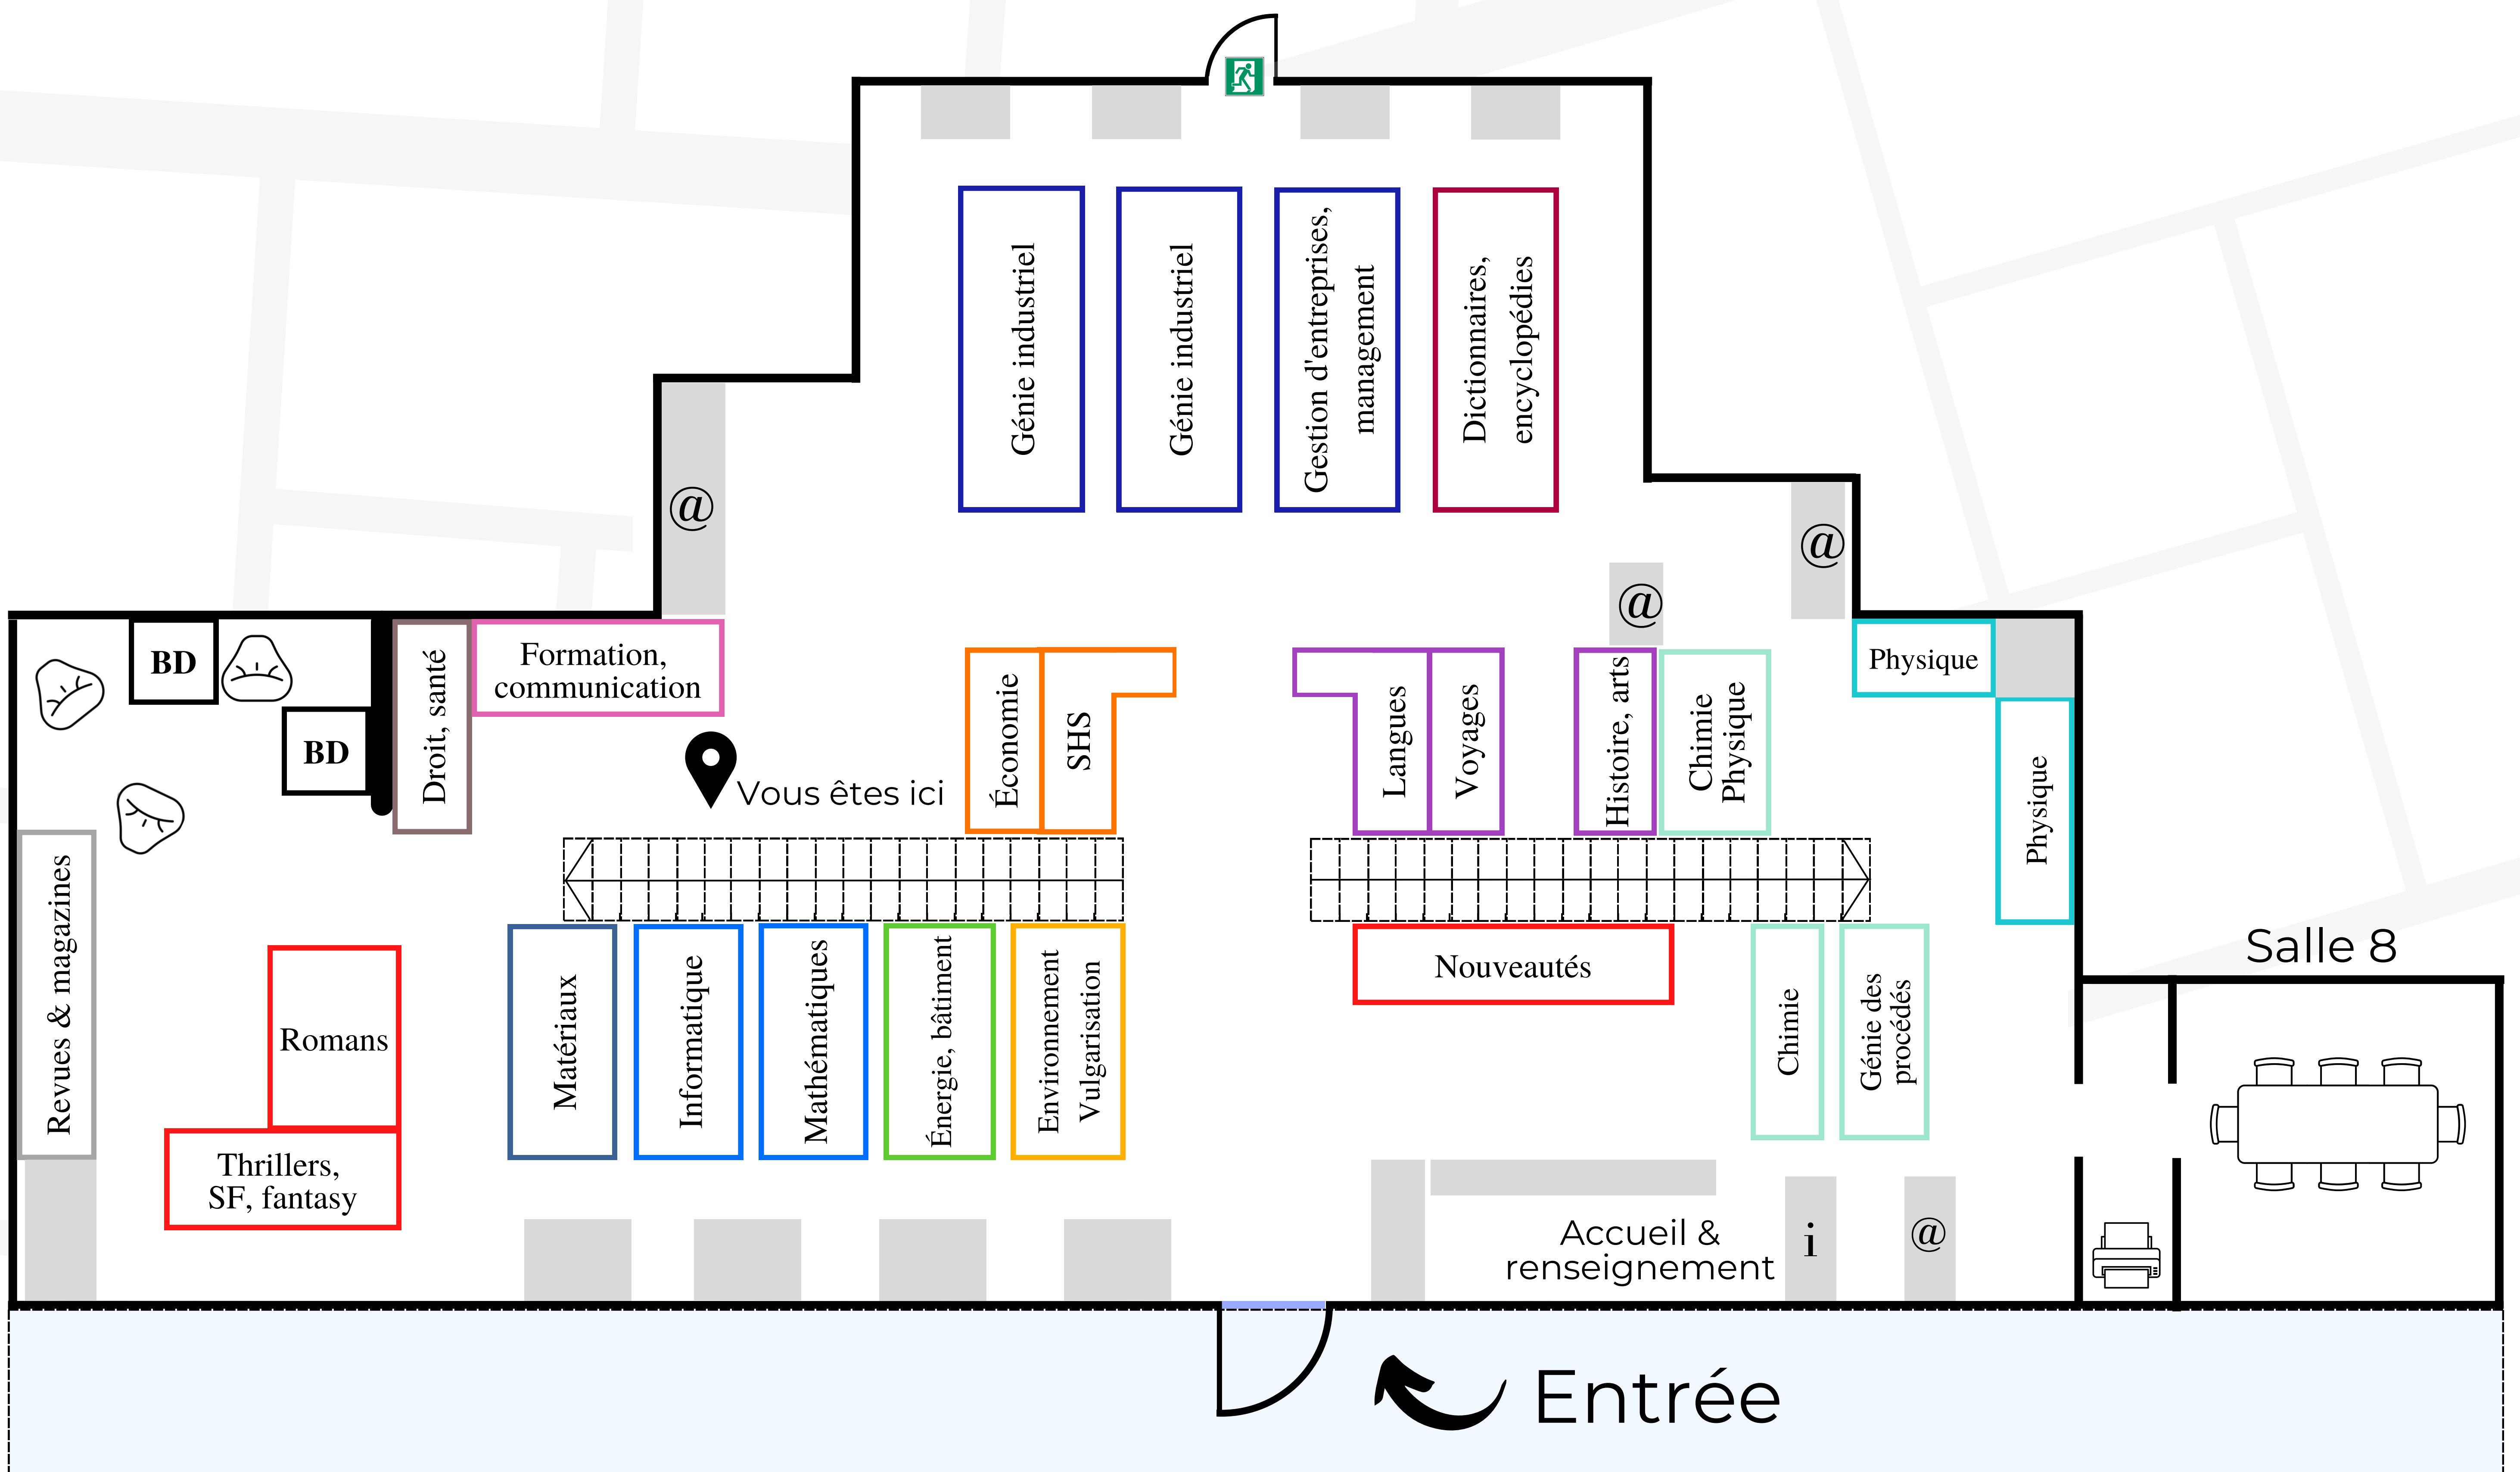 Génie industriel
Génie industriel
Gestion d'entreprises,
management
Dictionnaires,
encyclopédies
@
@
@
BD
BD
Droit, santé
Formation,
communication
Vous êtes ici
Économie
SHS
Langues
Voyages
Histoire, arts
Chimie
Physique
Physique
Physique
Revues & magazines
Romans
Thrillers,
SF, fantasy
Matériaux
Informatique
Mathématiques
Énergie, bâtiment
Environnement
Vulgarisation
Nouveautés
Chimie
Génie des
procédés
Salle 8
Accueil &
renseignement
i
@
Entrée